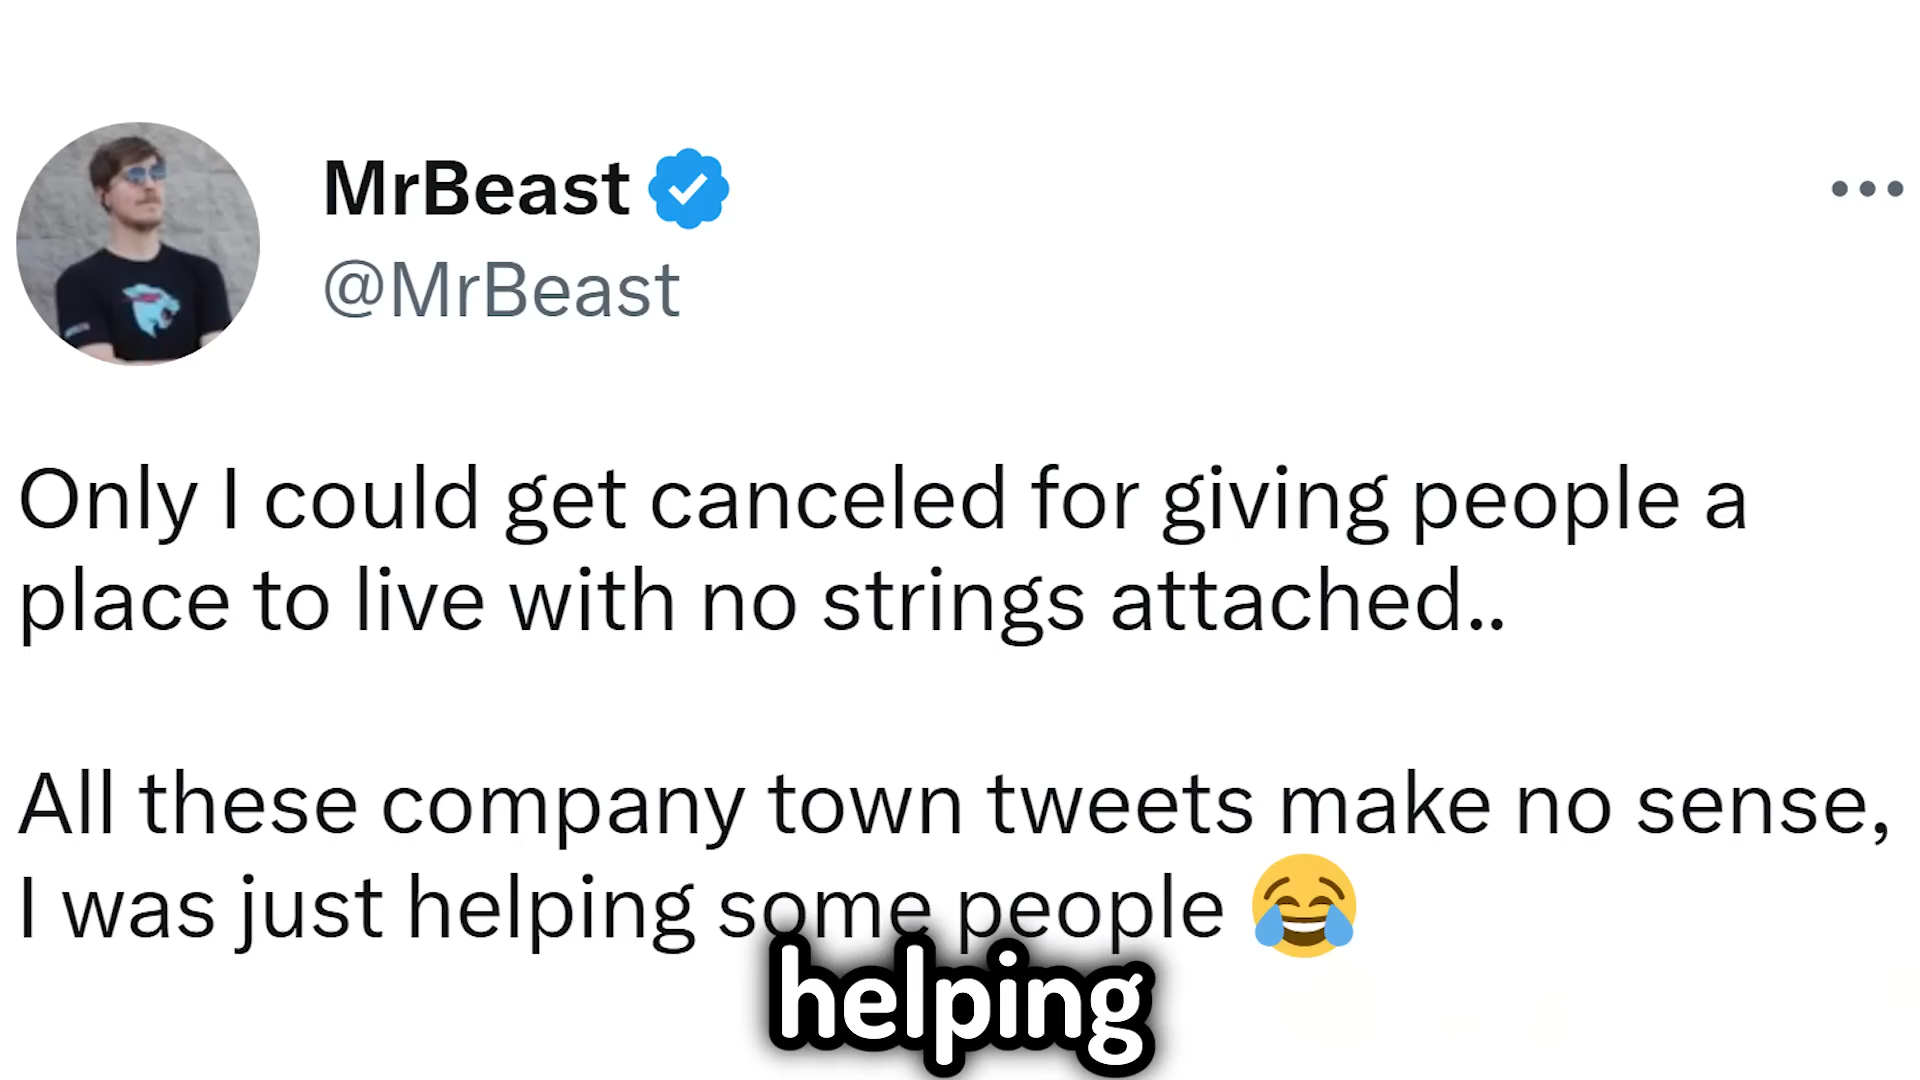 MrBeast
@MrBeast
Only I could get canceled for giving people a
place to live with no strings attached..
All these company town tweets make no sense,
I was just helping some people 😂
helping